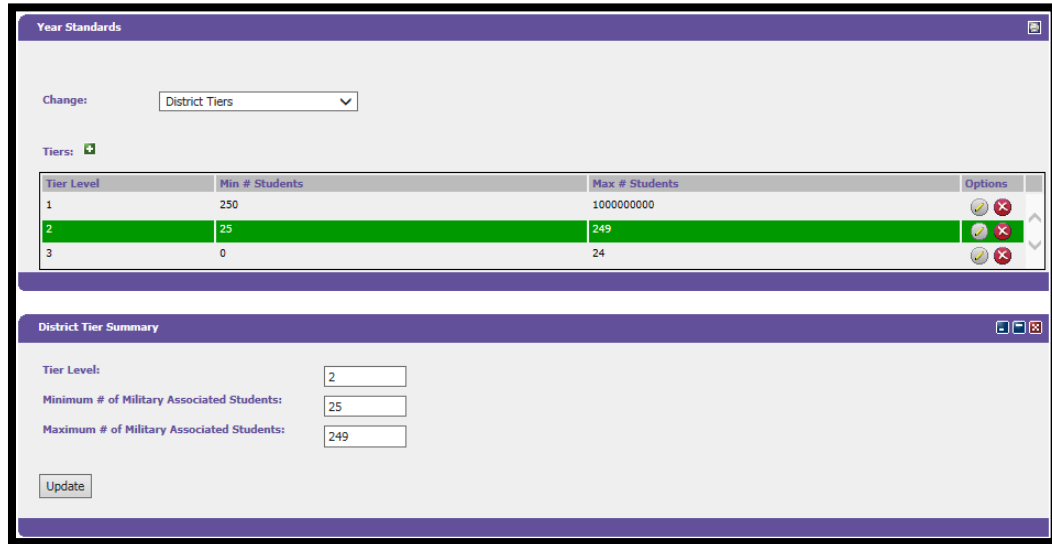 Year Standards
Change: District Tiers
Tiers:
Tier Level Min # Students Max # Students Options
1 250 1000000000
2 25 249
3 0 24
District Tier Summary
Tier Level: 2
Minimum # of Military Associated Students: 25
Maximum # of Military Associated Students: 249
Update